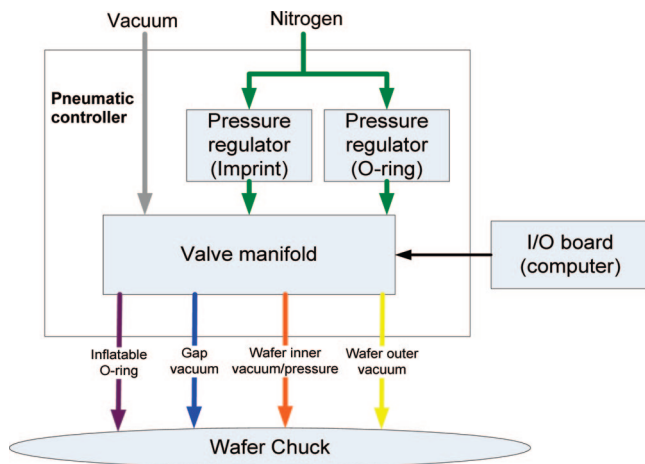 Vacuum
Nitrogen
Pneumatic
controller
Pressure
regulator
(Imprint)
Pressure
regulator
(O-ring)
Valve manifold
I/O board
(computer)
Inflatable
O-ring
Gap
vacuum
Wafer inner
vacuum/pressure
Wafer outer
vacuum
Wafer Chuck